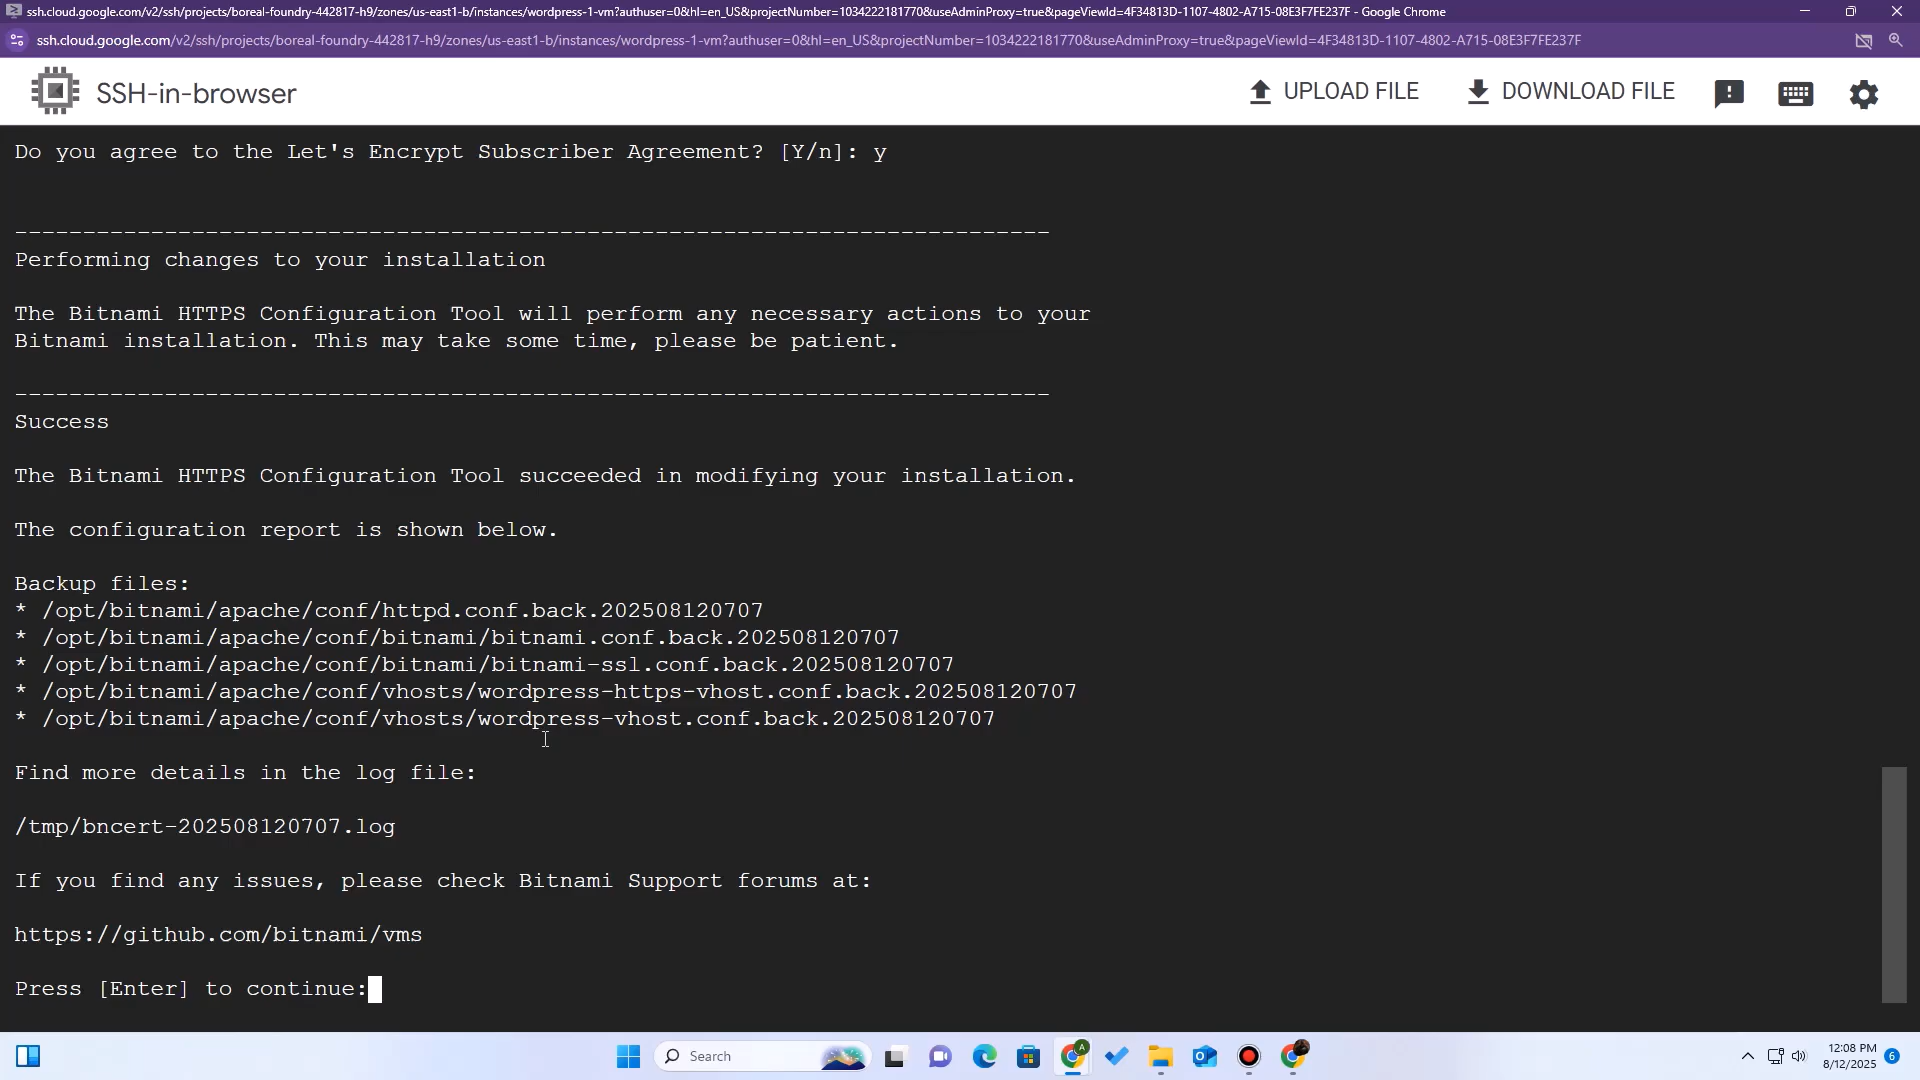 ssh.cloud.google.com/v2/ssh/projects/boreal-foundry-442817-h9/zones/us-east1-b/instances/wordpress-1-vm?authuser=0&hl=en_US&projectNumber=1034222181770&useAdminProxy=true&pageViewId=4F34813D-1107-4802-A715-08E3F7FE237F - Google Chrome
ssh.cloud.google.com/v2/ssh/projects/boreal-foundry-442817-h9/zones/us-east1-b/instances/wordpress-1-vm?authuser=0&hl=en_US&projectNumber=1034222181770&useAdminProxy=true&pageViewId=4F34813D-1107-4802-A715-08E3F7FE237F
SSH-in-browser
UPLOAD FILE
DOWNLOAD FILE
Do you agree to the Let's Encrypt Subscriber Agreement? [Y/n]: y
----------------------------------------------------------------------------
Performing changes to your installation
The Bitnami HTTPS Configuration Tool will perform any necessary actions to your
Bitnami installation. This may take some time, please be patient.
----------------------------------------------------------------------------
Success
The Bitnami HTTPS Configuration Tool succeeded in modifying your installation.
The configuration report is shown below.
Backup files:
* /opt/bitnami/apache/conf/httpd.conf.back.202508120707
* /opt/bitnami/apache/conf/bitnami/bitnami.conf.back.202508120707
* /opt/bitnami/apache/conf/bitnami/bitnami-ssl.conf.back.202508120707
* /opt/bitnami/apache/conf/vhosts/wordpress-https-vhost.conf.back.202508120707
* /opt/bitnami/apache/conf/vhosts/wordpress-vhost.conf.back.202508120707
Find more details in the log file:
/tmp/bncert-202508120707.log
If you find any issues, please check Bitnami Support forums at:
https://github.com/bitnami/vms
Press [Enter] to continue:
Search
A
12:08 PM
8/12/2025
6